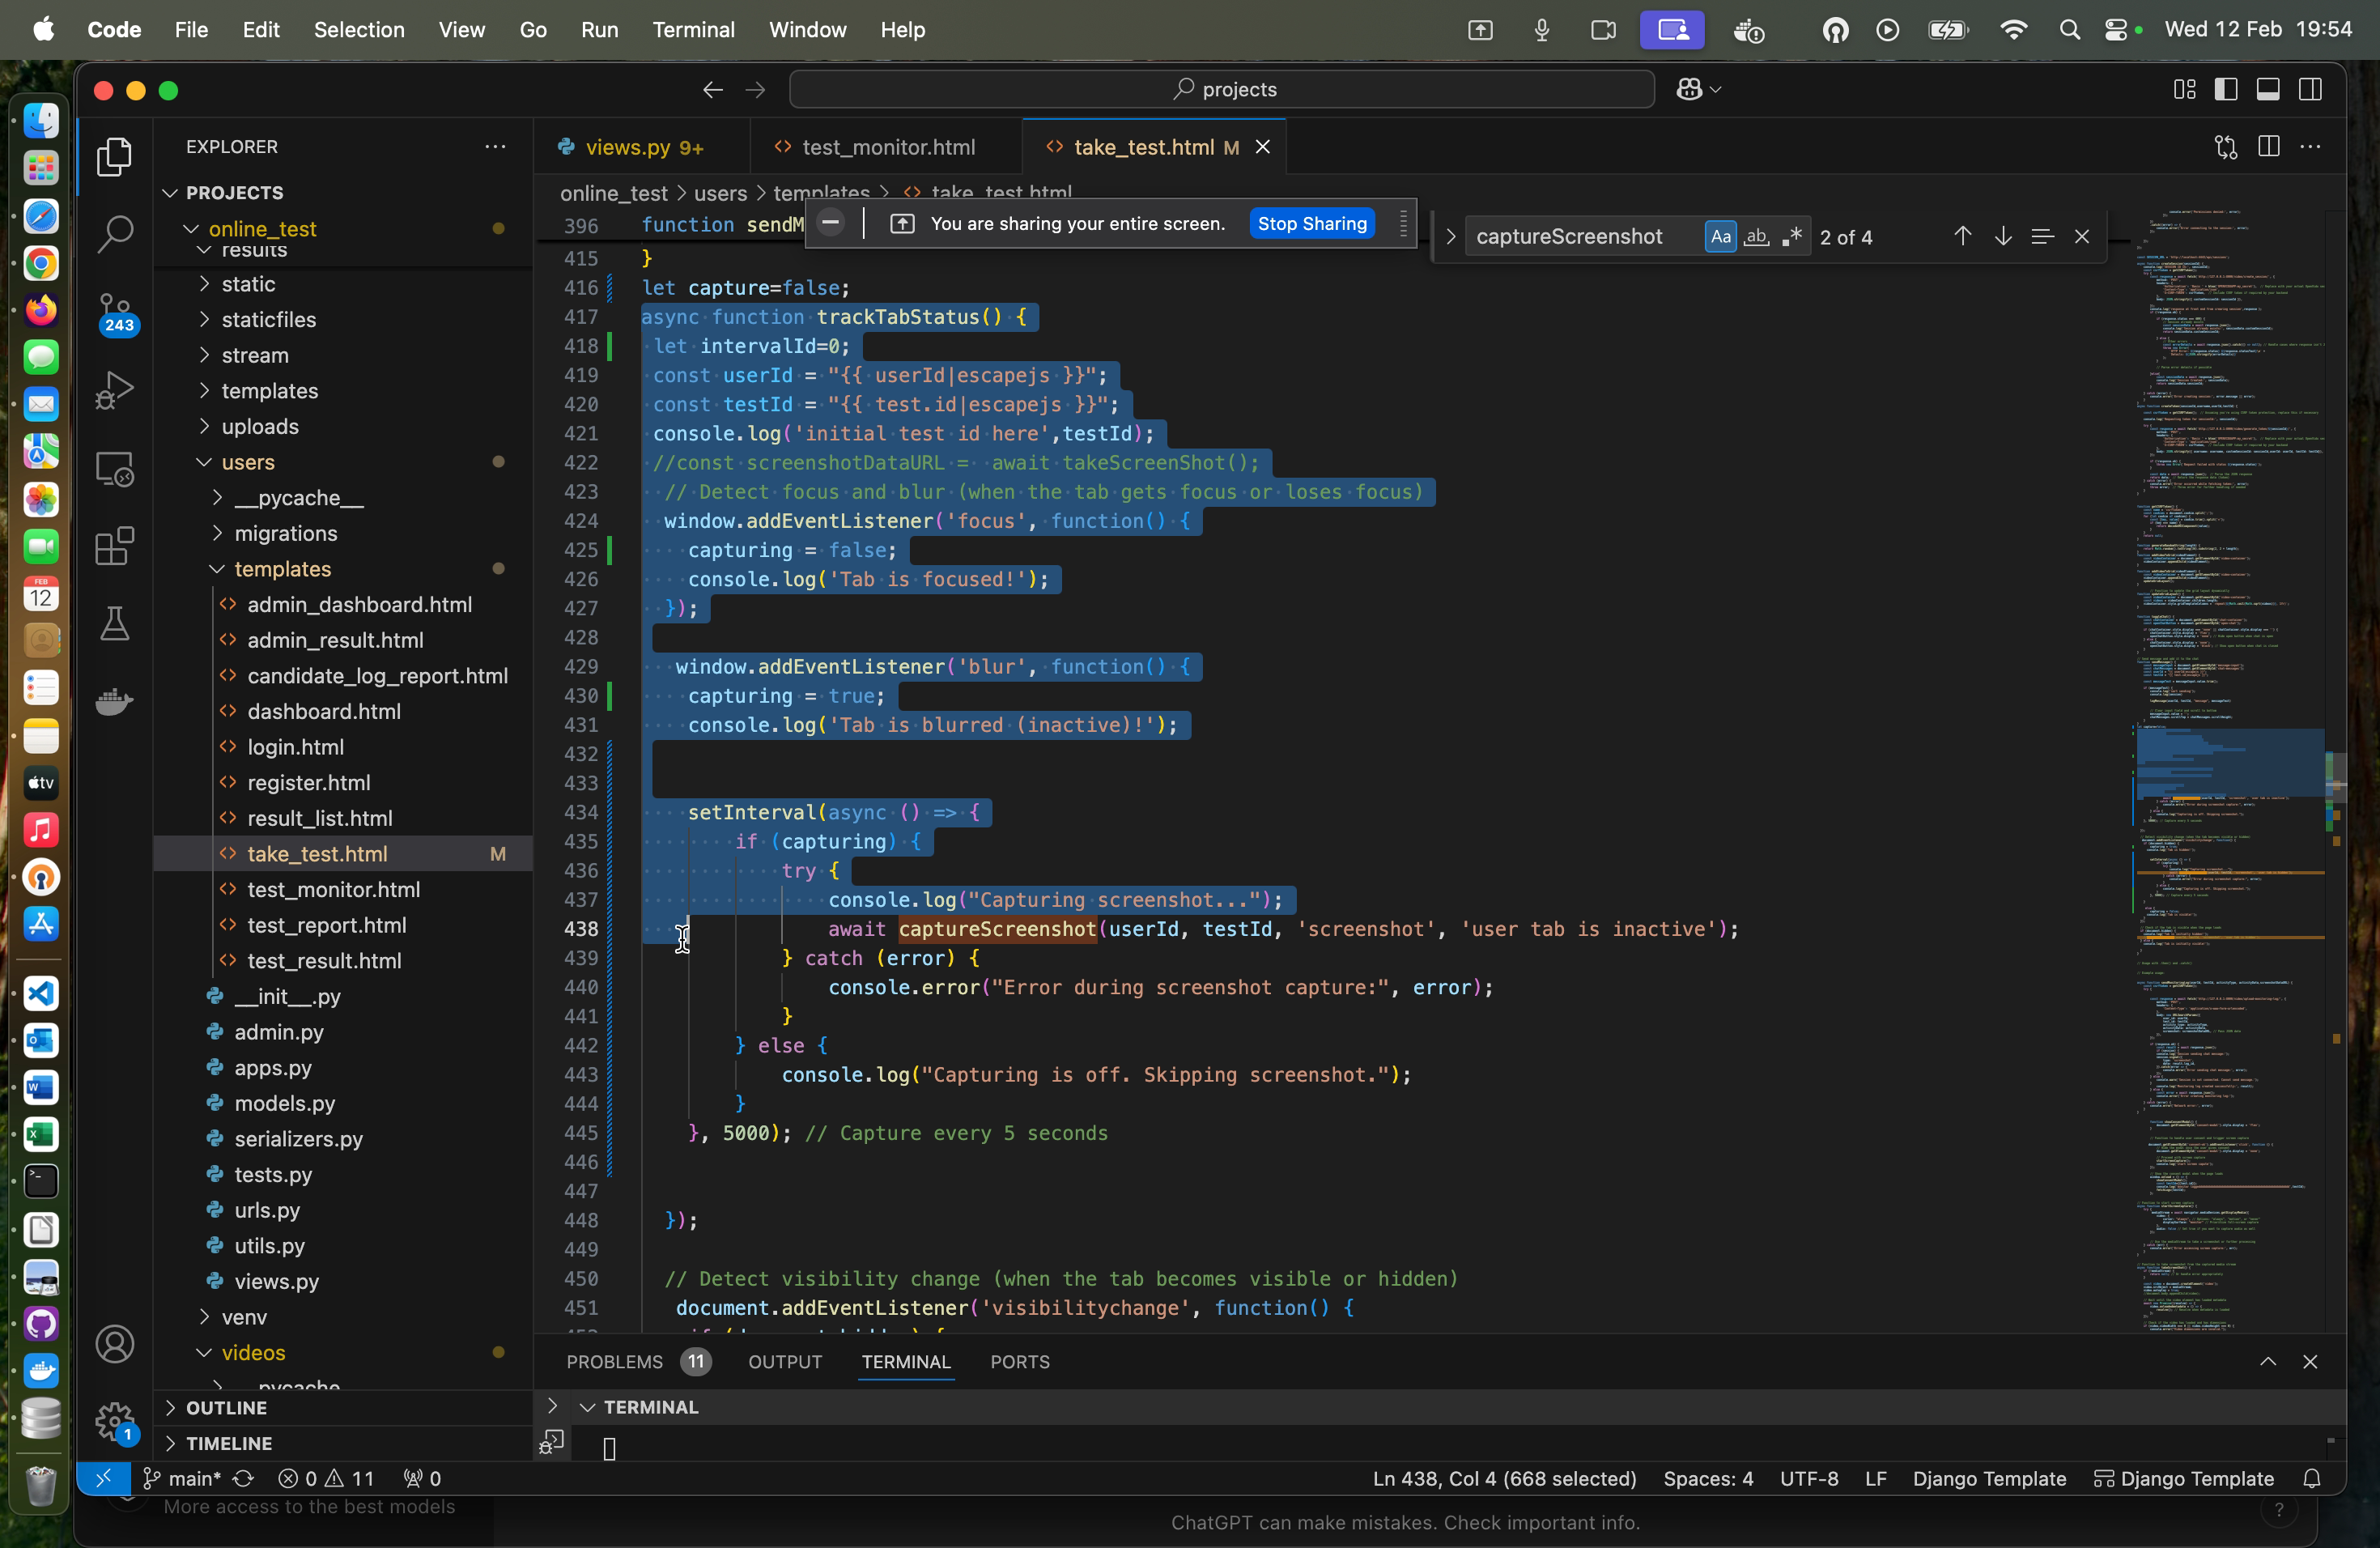 Code File Edit Selection View Go Run Terminal Window Help Wed 12 Feb 19:54
projects
EXPLORER
PROJECTS
online_test
results
static
staticfiles
stream
templates
uploads
users
__pycache__
migrations
templates
admin_dashboard.html
admin_result.html
candidate_log_report.html
dashboard.html
login.html
register.html
result_list.html
take_test.html M
test_monitor.html
test_report.html
test_result.html
__init__.py
admin.py
apps.py
models.py
serializers.py
tests.py
urls.py
utils.py
views.py
venv
videos
OUTLINE
TIMELINE
243
1
FEB
12
tv
views.py 9+ test_monitor.html take_test.html M
online_test > users > templates > take_test.html
You are sharing your entire screen. Stop Sharing
captureScreenshot Aa ab .* 2 of 4
396 function sendM
415 }
416 let capture=false;
417 async function trackTabStatus() {
418 let intervalId=0;
419 const userId = "{{ userId|escapejs }}";
420 const testId = "{{ test.id|escapejs }}";
421 console.log('initial test id here',testId);
422 //const screenshotDataURL =  await takeScreenShot();
423 // Detect focus and blur (when the tab gets focus or loses focus)
424 window.addEventListener('focus', function() {
425 capturing = false;
426 console.log('Tab is focused!');
427 });
428
429 window.addEventListener('blur', function() {
430 capturing = true;
431 console.log('Tab is blurred (inactive)!');
432
433
434 setInterval(async () => {
435 if (capturing) {
436 try {
437 console.log("Capturing screenshot...");
438 await captureScreenshot(userId, testId, 'screenshot', 'user tab is inactive');
439 } catch (error) {
440 console.error("Error during screenshot capture:", error);
441 }
442 } else {
443 console.log("Capturing is off. Skipping screenshot.");
444 }
445 }, 5000); // Capture every 5 seconds
446
447
448 });
449
450 // Detect visibility change (when the tab becomes visible or hidden)
451 document.addEventListener('visibilitychange', function() {
PROBLEMS 11 OUTPUT TERMINAL PORTS
TERMINAL
main* 0 11 0 Ln 438, Col 4 (668 selected) Spaces: 4 UTF-8 LF Django Template Django Template
More access to the best models
ChatGPT can make mistakes. Check important info.
?